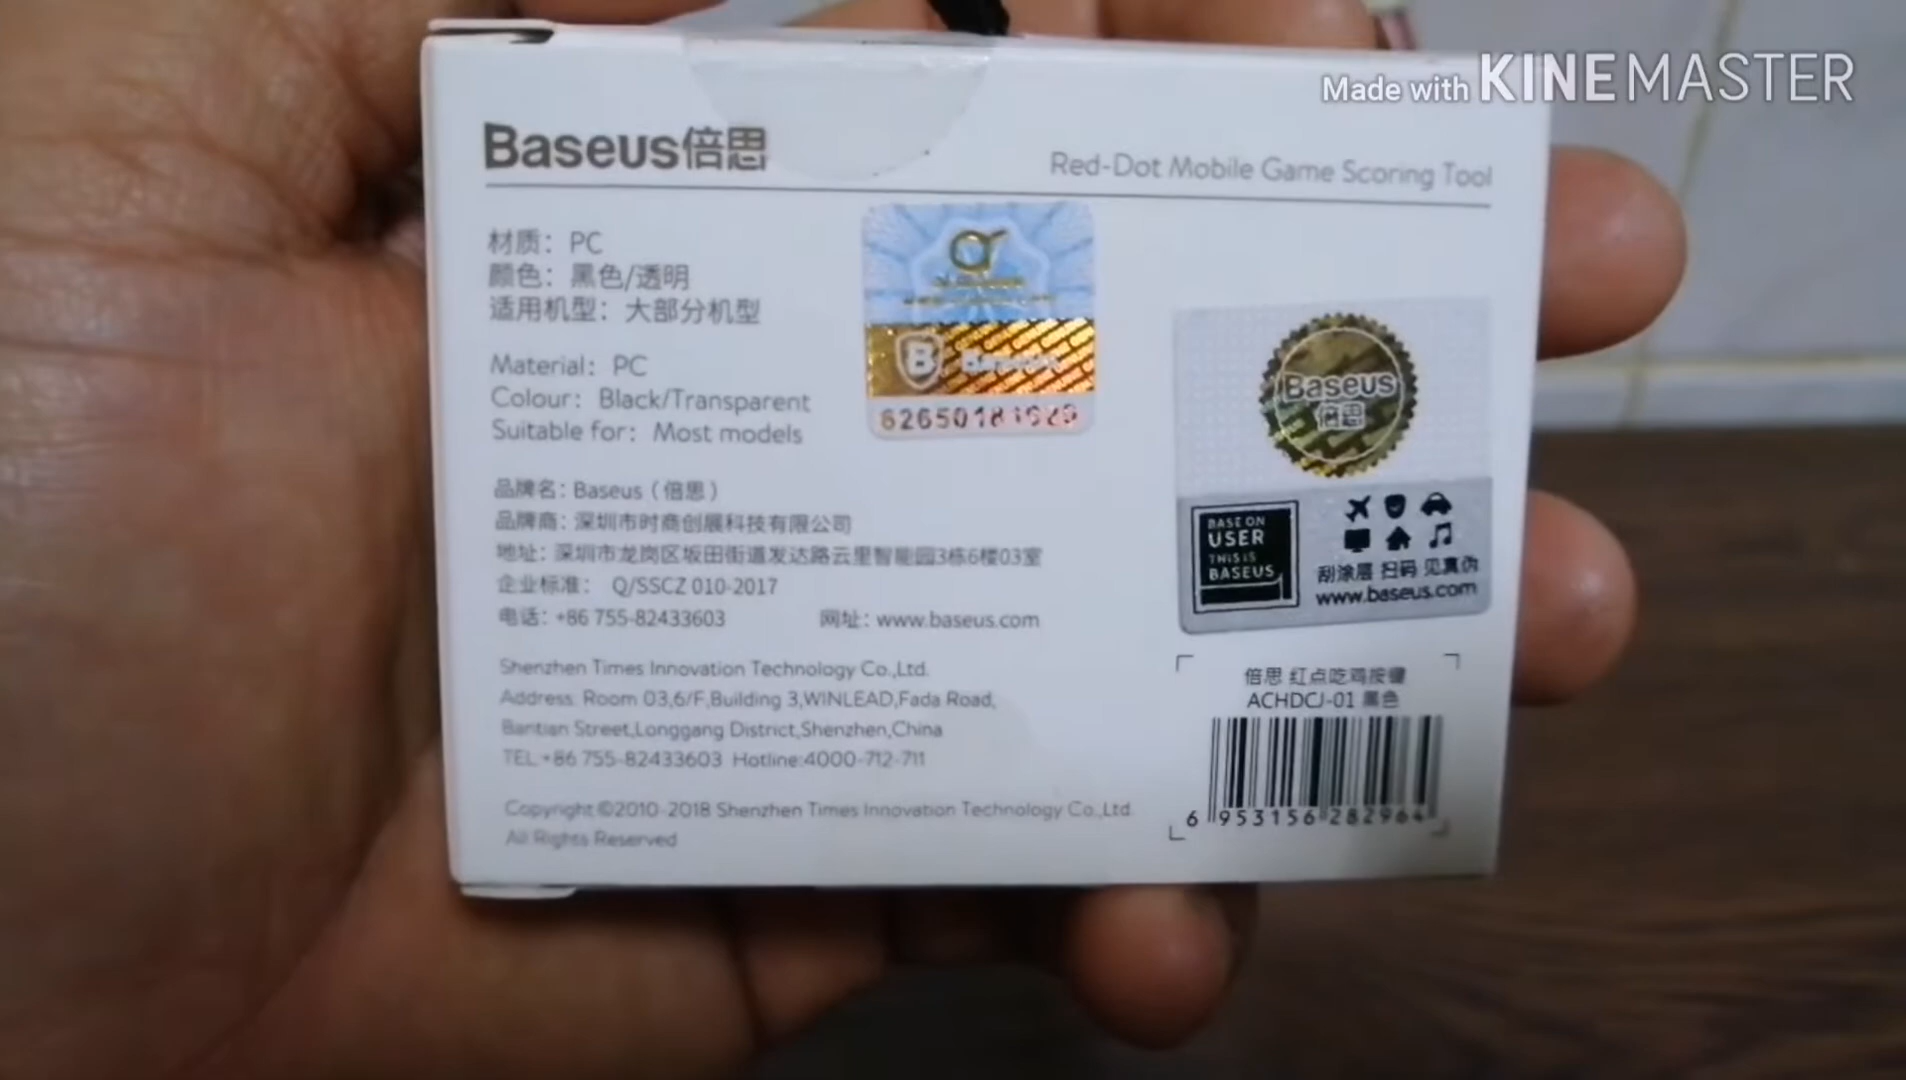 Made with KINEMASTER
Baseus倍思
Red-Dot Mobile Game Scoring Tool
材质：PC
颜色：黑色/透明
适用机型：大部分机型
Material：PC
Colour：Black/Transparent
Suitable for：Most models
品牌名：Baseus（倍思）
品牌商：深圳市时商创展科技有限公司
地址：深圳市龙岗区坂田街道发达路云里智能园3栋6楼03室
企业标准： Q/SSCZ 010-2017
电话：+86 755-82433603 网址：www.baseus.com
Shenzhen Times Innovation Technology Co.,Ltd.
Address: Room 03,6/F,Building 3,WINLEAD,Fada Road,
Bantian Street,Longgang District,Shenzhen,China
TEL:+86 755-82433603 Hotline:4000-712-711
Copyright ©2010-2018 Shenzhen Times Innovation Technology Co.,Ltd.
All Rights Reserved
B Baseus
Baseus
倍思
BASE ON
USER
THIS IS
BASEUS
刮涂层 扫码 见真伪
www.baseus.com
倍思 红点吃鸡按键
ACHDCJ-01 黑色
6 953156 282964